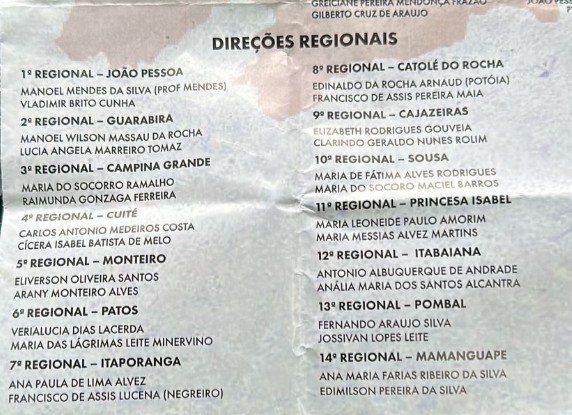 GREICIANE PEREIRA MENDONÇA FRAZÃO
GILBERTO CRUZ DE ARAUJO
DIREÇÕES REGIONAIS
1ª REGIONAL – JOÃO PESSOA
MANOEL MENDES DA SILVA (PROF MENDES)
VLADIMIR BRITO CUNHA
2ª REGIONAL – GUARABIRA
MANOEL WILSON MASSAU DA ROCHA
LUCIA ANGELA MARREIRO TOMAZ
3ª REGIONAL – CAMPINA GRANDE
MARIA DO SOCORRO RAMALHO
RAIMUNDA GONZAGA FERREIRA
4ª REGIONAL – CUITÉ
CARLOS ANTONIO MEDEIROS COSTA
CÍCERA ISABEL BATISTA DE MELO
5ª REGIONAL – MONTEIRO
ELIVERSON OLIVEIRA SANTOS
ARANY MONTEIRO ALVES
6ª REGIONAL – PATOS
VERIALUCIA DIAS LACERDA
MARIA DAS LÁGRIMAS LEITE MINERVINO
7ª REGIONAL – ITAPORANGA
ANA PAULA DE LIMA ALVEZ
FRANCISCO DE ASSIS LUCENA (NEGREIRO)
8ª REGIONAL – CATOLÉ DO ROCHA
EDINALDO DA ROCHA ARNAUD (POTÓIA)
FRANCISCO DE ASSIS PEREIRA MAIA
9ª REGIONAL – CAJAZEIRAS
ELIZABETH RODRIGUES GOUVEIA
CLARINDO GERALDO NUNES ROLIM
10ª REGIONAL – SOUSA
MARIA DE FÁTIMA ALVES RODRIGUES
MARIA DO SOCORO MACIEL BARROS
11ª REGIONAL – PRINCESA ISABEL
MARIA LEONEIDE PAULO AMORIM
MARIA MESSIAS ALVEZ MARTINS
12ª REGIONAL – ITABAIANA
ANTONIO ALBUQUERQUE DE ANDRADE
ANÁLIA MARIA DOS SANTOS ALCANTRA
13ª REGIONAL – POMBAL
FERNANDO ARAUJO SILVA
JOSSIVAN LOPES LEITE
14ª REGIONAL – MAMANGUAPE
ANA MARIA FARIAS RIBEIRO DA SILVA
EDIMILSON PEREIRA DA SILVA